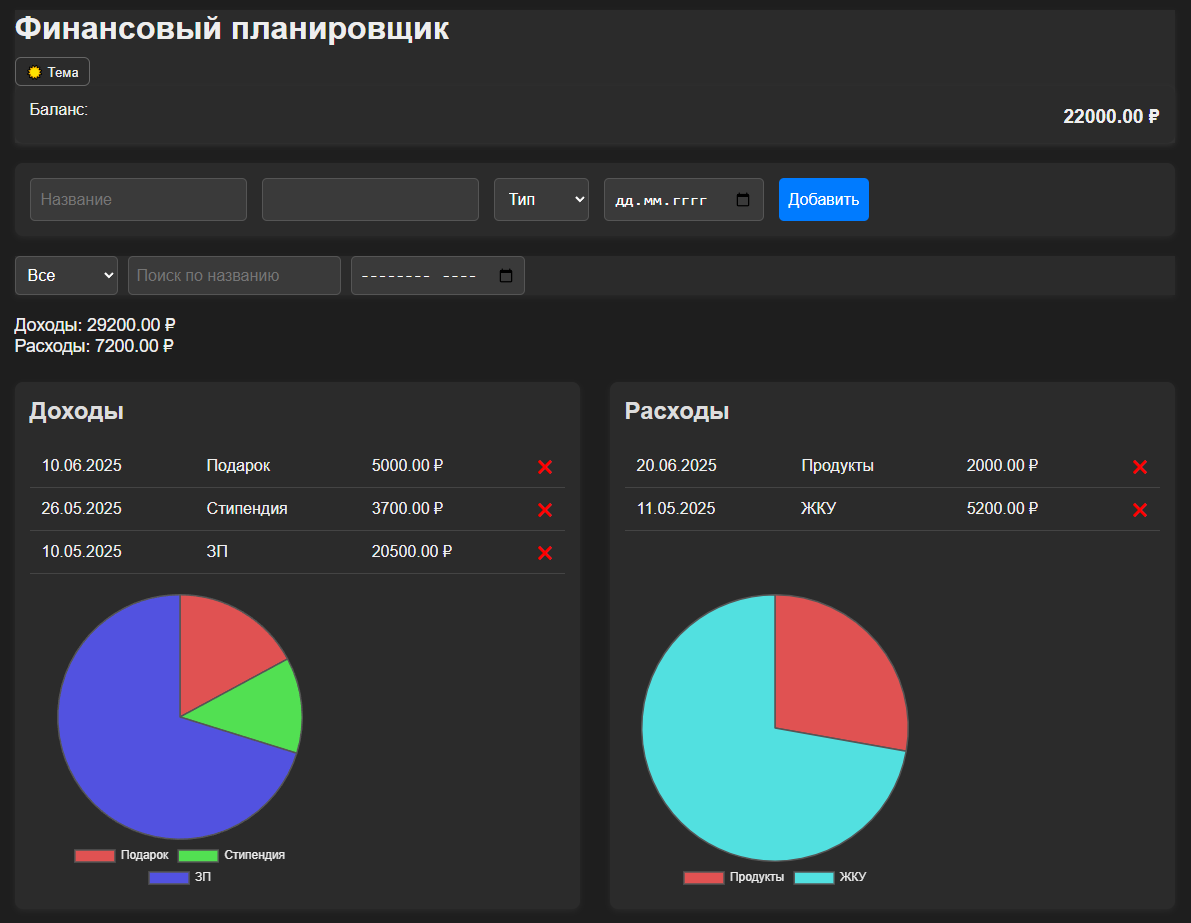 Финансовый планировщик
Тема
Баланс:
22000.00 ₽
Название Тип дд.мм.гггг Добавить
Все Поиск по названию -------- ----
Доходы: 29200.00 ₽
Расходы: 7200.00 ₽
Доходы
10.06.2025 Подарок 5000.00 ₽
26.05.2025 Стипендия 3700.00 ₽
10.05.2025 ЗП 20500.00 ₽
Подарок Стипендия
ЗП
Расходы
20.06.2025 Продукты 2000.00 ₽
11.05.2025 ЖКУ 5200.00 ₽
Продукты ЖКУ